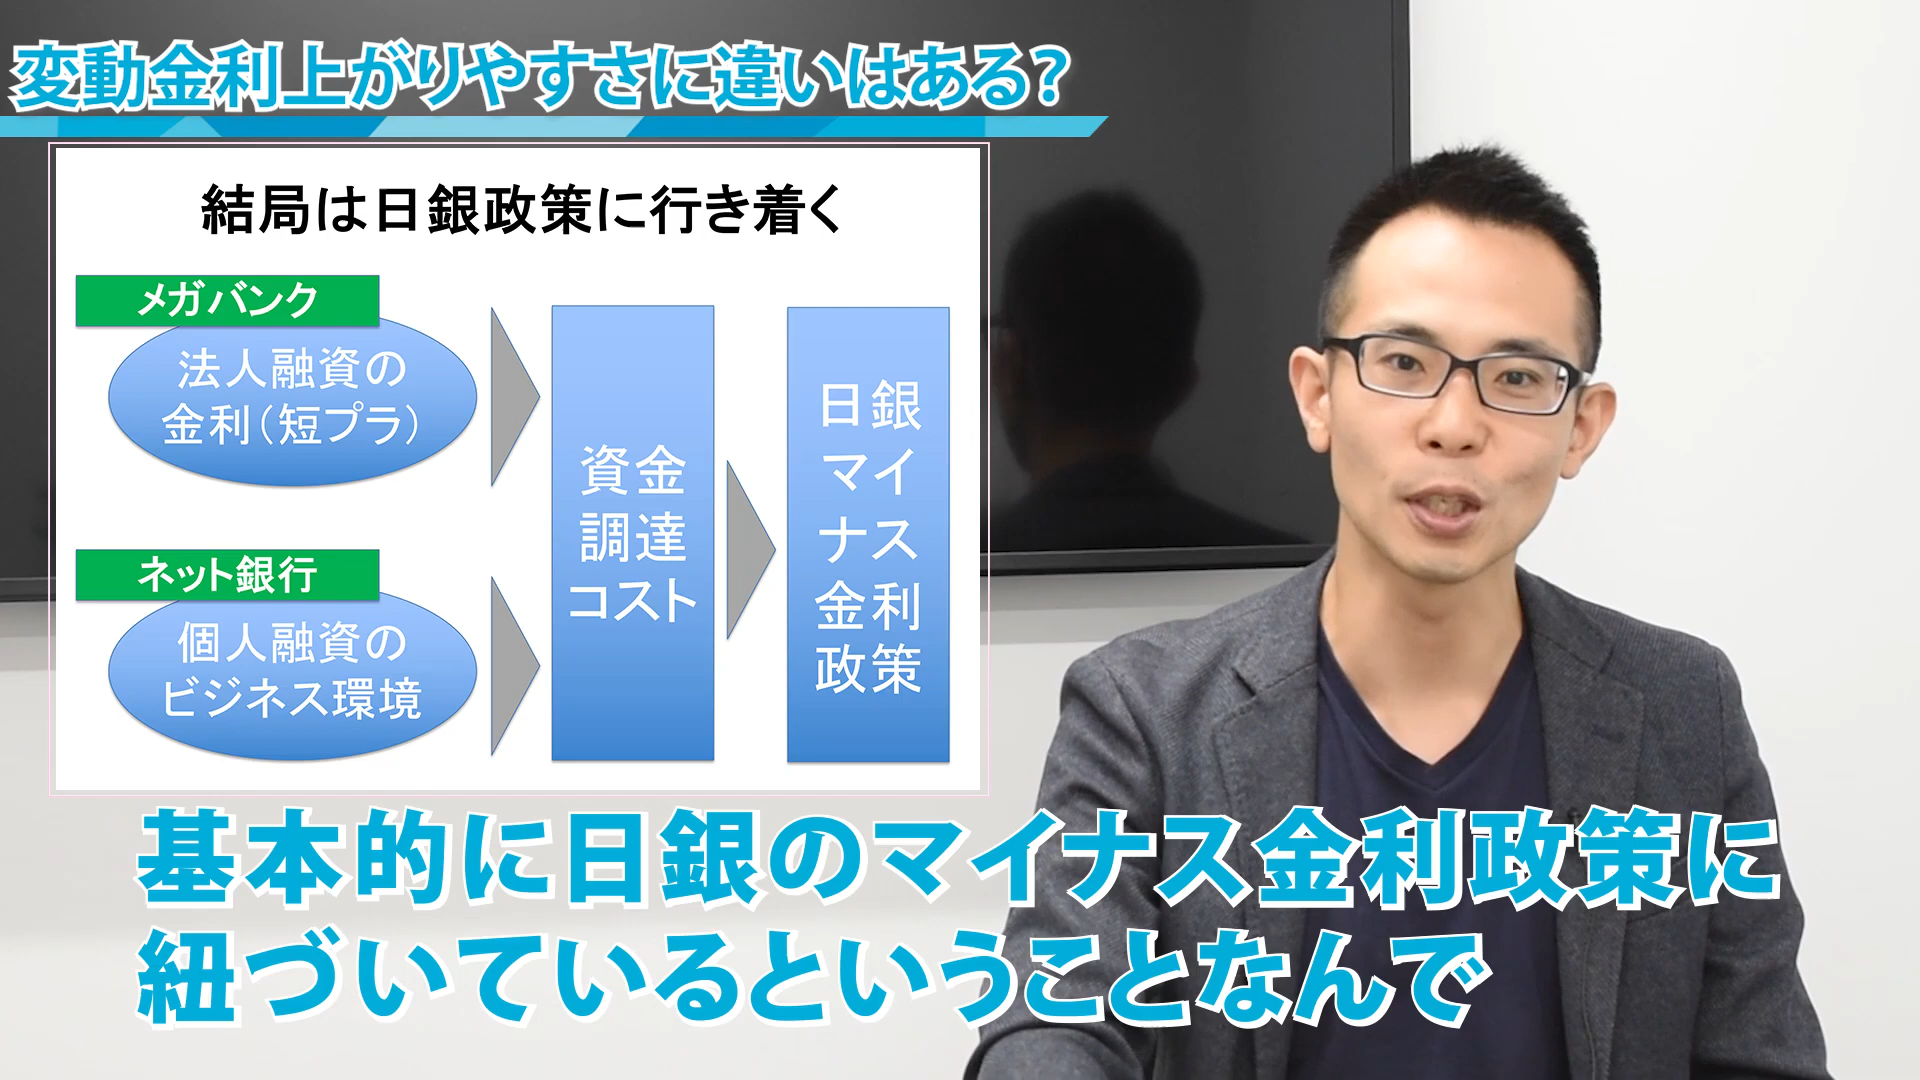 変動金利上がりやすさに違いはある?
結局は日銀政策に行き着く
メガバンク
法人融資の
金利(短プラ)
ネット銀行
個人融資の
ビジネス環境
資金
調達
コスト
日銀
マイ
ナス
金利
政策
基本的に日銀のマイナス金利政策に
紐づいているということなんで